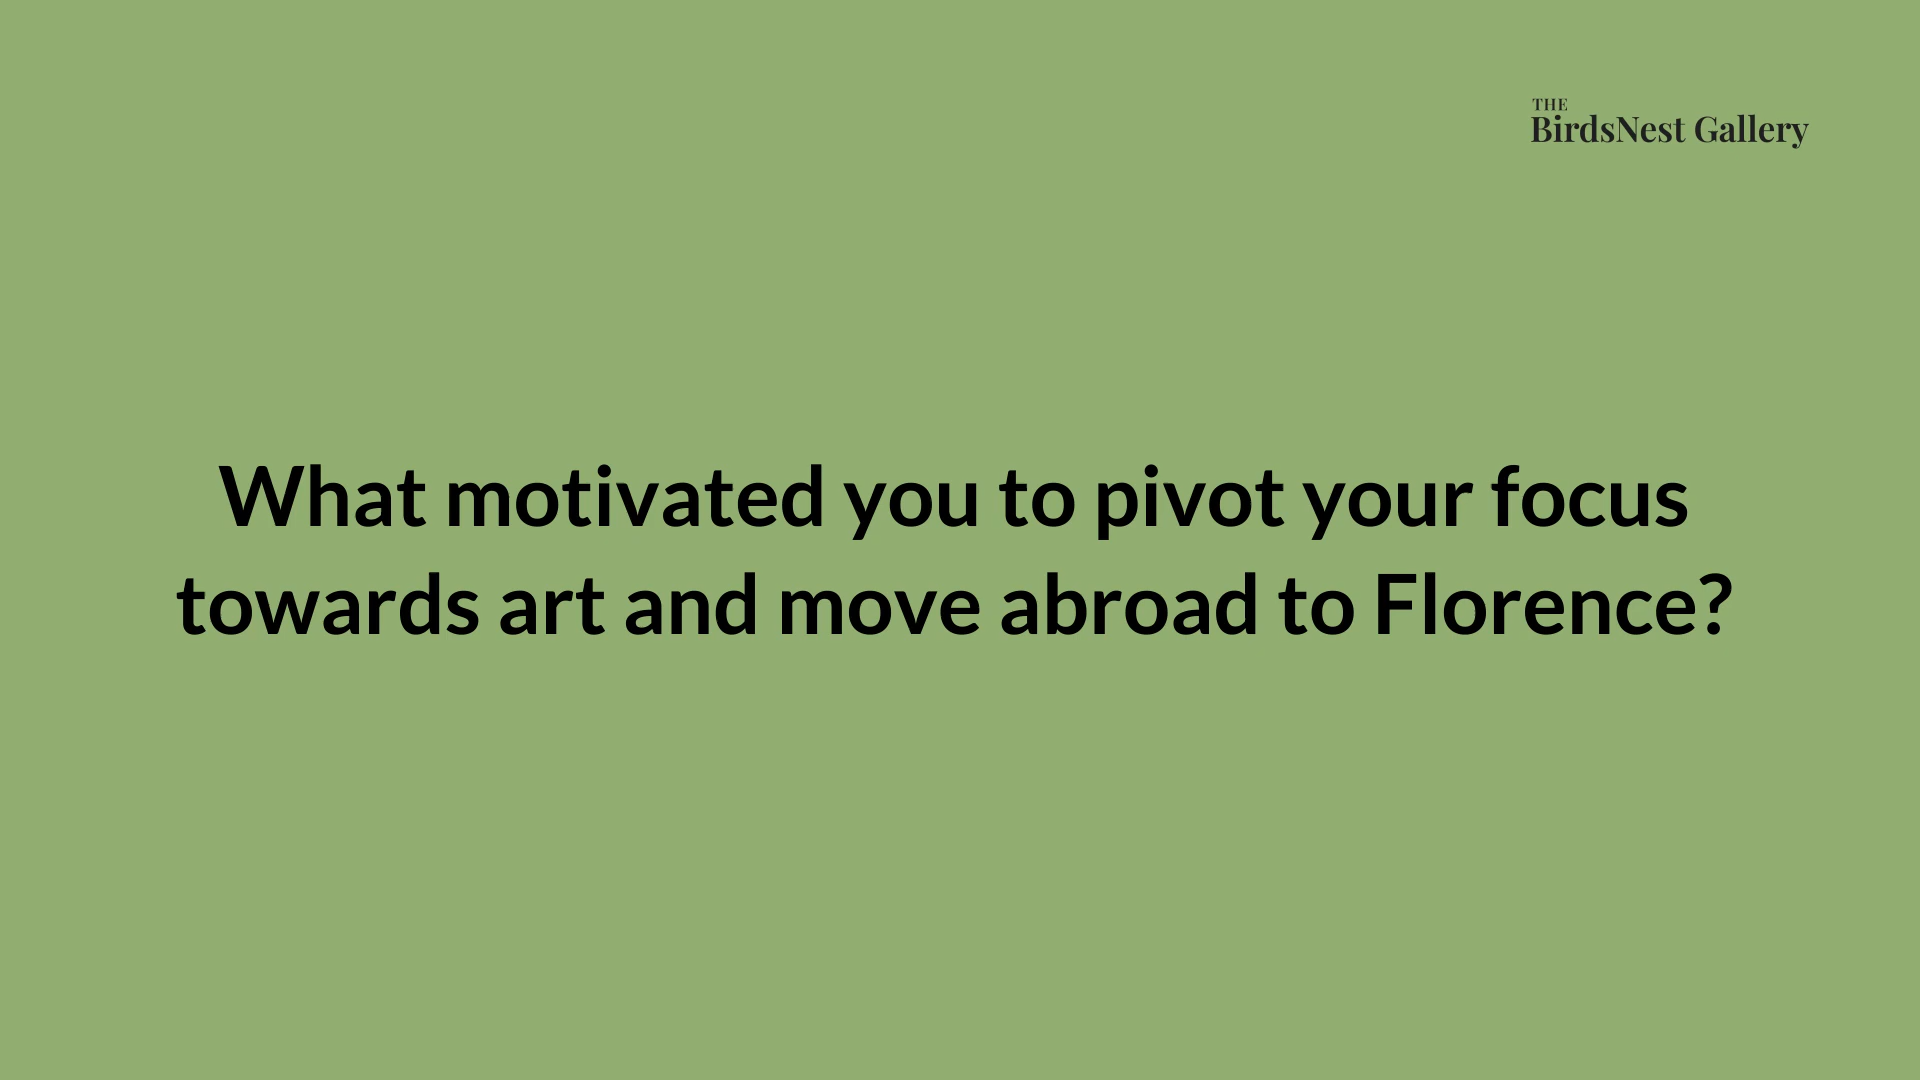 THE
BirdsNest Gallery
What motivated you to pivot your focus
towards art and move abroad to Florence?